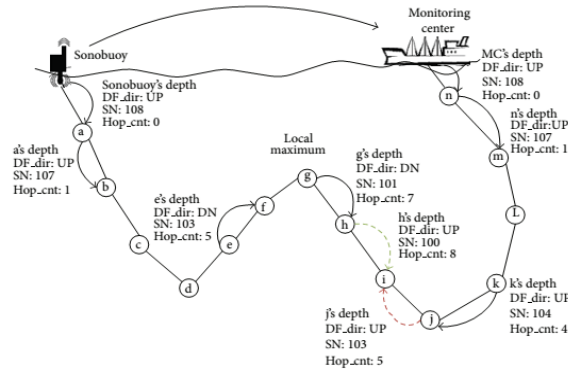 Monitoring
center
Sonobuoy
MC's depth
DF_dir: UP
SN: 108
Hop_cnt: 0
Sonobuoy's depth
DF_dir: UP
SN: 108
Hop_cnt: 0
n
n's depth
DF_dir:UP
SN: 107
Hop_cnt: 1
a
a's depth
DF_dir: UP
SN: 107
Hop_cnt: 1
Local
maximum
m
g's depth
DF_dir: DN
SN: 101
Hop_cnt: 7
g
b
e's depth
DF_dir: DN
SN: 103
Hop_cnt: 5
f
L
h
h's depth
DF_dir: UP
SN: 100
Hop_cnt: 8
c
e
i
k
k's depth
DF_dir: UP
SN: 104
Hop_cnt: 4
d
j
j's depth
DF_dir: UP
SN: 103
Hop_cnt: 5